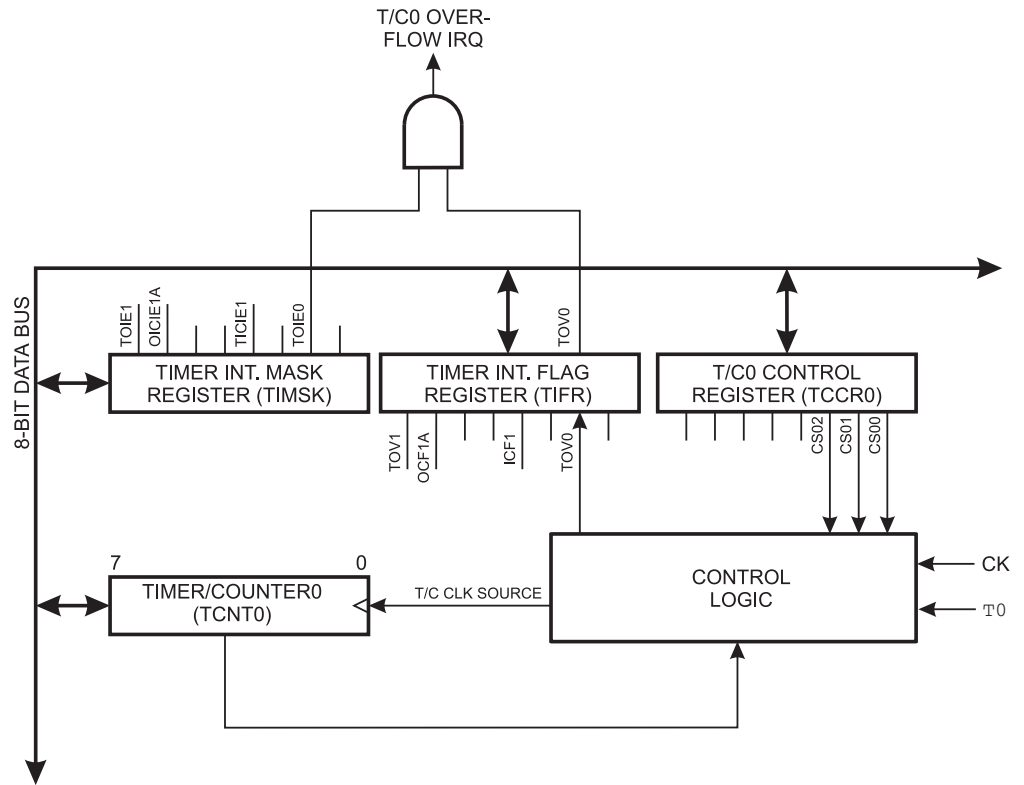 T/C0 OVER-
FLOW IRQ
8-BIT DATA BUS
TOIE1
OICIE1A
TICIE1
TOIE0
TOV0
TIMER INT. MASK
REGISTER (TIMSK)
TIMER INT. FLAG
REGISTER (TIFR)
T/C0 CONTROL
REGISTER (TCCR0)
TOV1
OCF1A
ICF1
TOV0
CS02
CS01
CS00
7
0
TIMER/COUNTER0
(TCNT0)
T/C CLK SOURCE
CONTROL
LOGIC
CK
T0